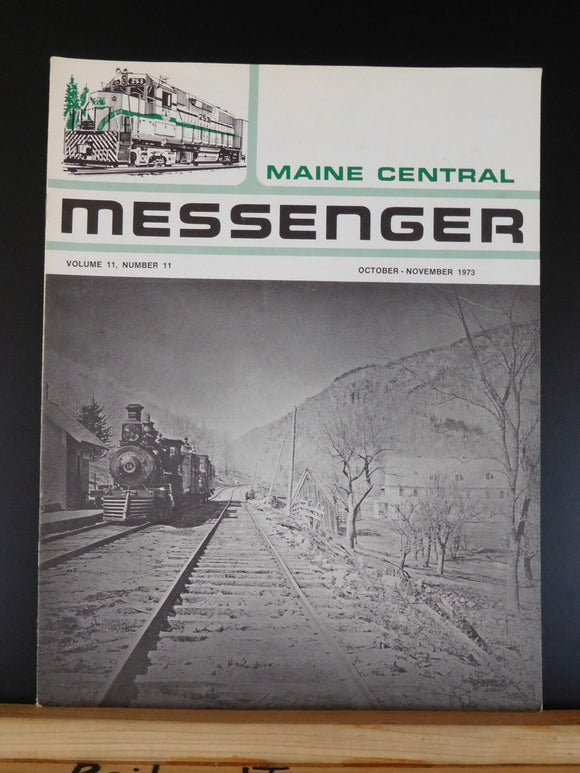 MAINE CENTRAL
MESSENGER
VOLUME 11, NUMBER 11 OCTOBER - NOVEMBER 1973